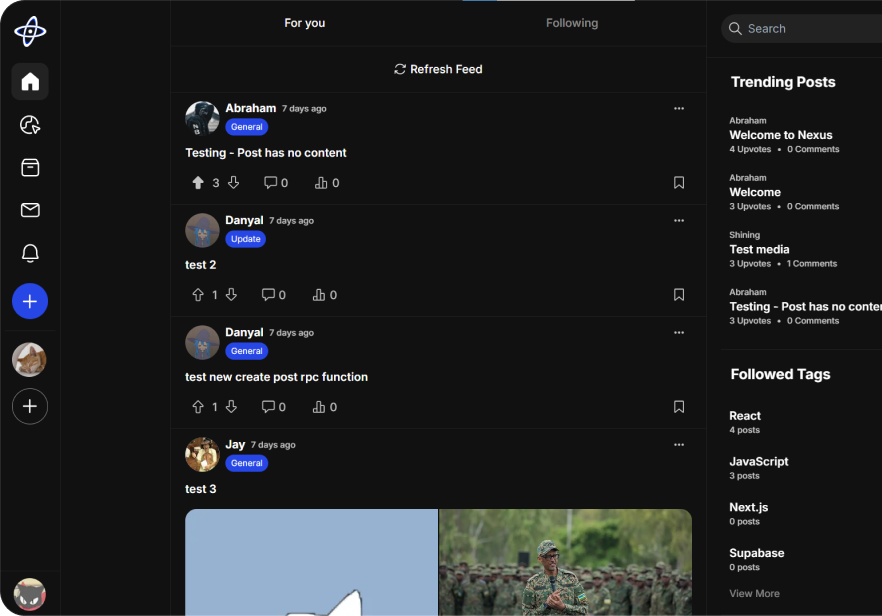 For you
Following
Refresh Feed
Abraham 7 days ago
General
Testing - Post has no content
3
0
0
Danyal 7 days ago
Update
test 2
1
0
0
Danyal 7 days ago
General
test new create post rpc function
1
0
0
Jay 7 days ago
General
test 3
Search
Trending Posts
Abraham
Welcome to Nexus
4 Upvotes • 0 Comments
Abraham
Welcome
3 Upvotes • 0 Comments
Shining
Test media
3 Upvotes • 1 Comments
Abraham
Testing - Post has no conter
3 Upvotes • 0 Comments
Followed Tags
React
4 posts
JavaScript
3 posts
Next.js
0 posts
Supabase
0 posts
View More